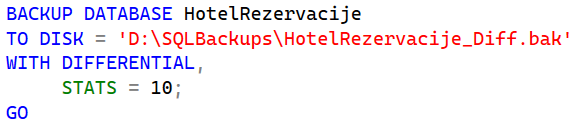 BACKUP DATABASE HotelRezervacije
TO DISK = 'D:\SQLBackups\HotelRezervacije_Diff.bak'
WITH DIFFERENTIAL,
     STATS = 10;
GO